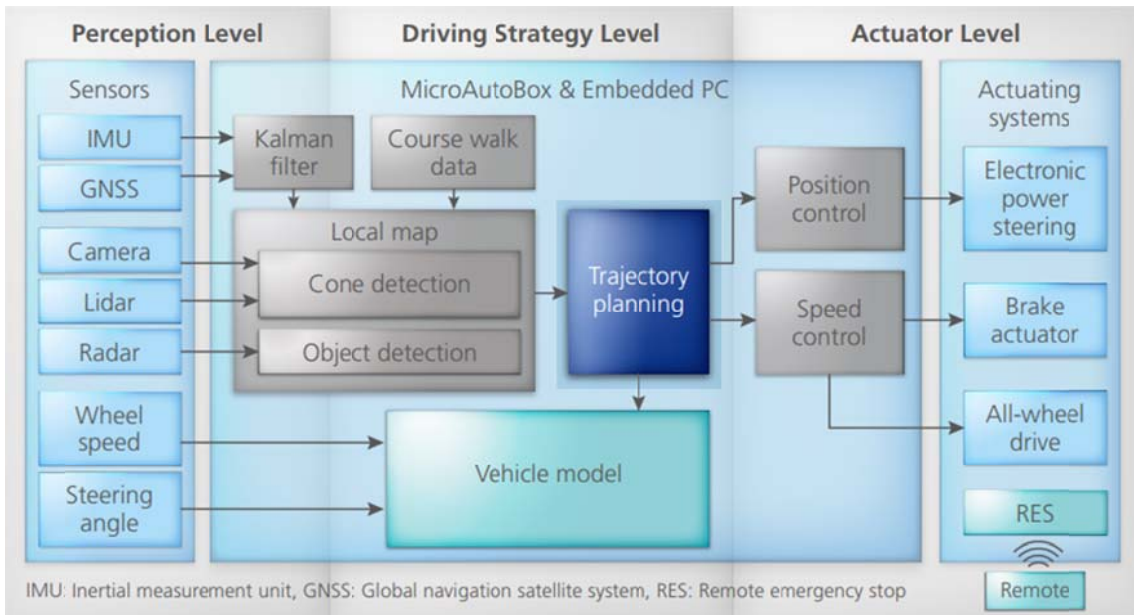 Perception Level
Driving Strategy Level
Actuator Level
Sensors
IMU
GNSS
Camera
Lidar
Radar
Wheel
speed
Steering
angle
MicroAutoBox & Embedded PC
Kalman
filter
Course walk
data
Local map
Cone detection
Object detection
Trajectory
planning
Vehicle model
Position
control
Speed
control
Actuating
systems
Electronic
power
steering
Brake
actuator
All-wheel
drive
RES
Remote
IMU: Inertial measurement unit, GNSS: Global navigation satellite system, RES: Remote emergency stop